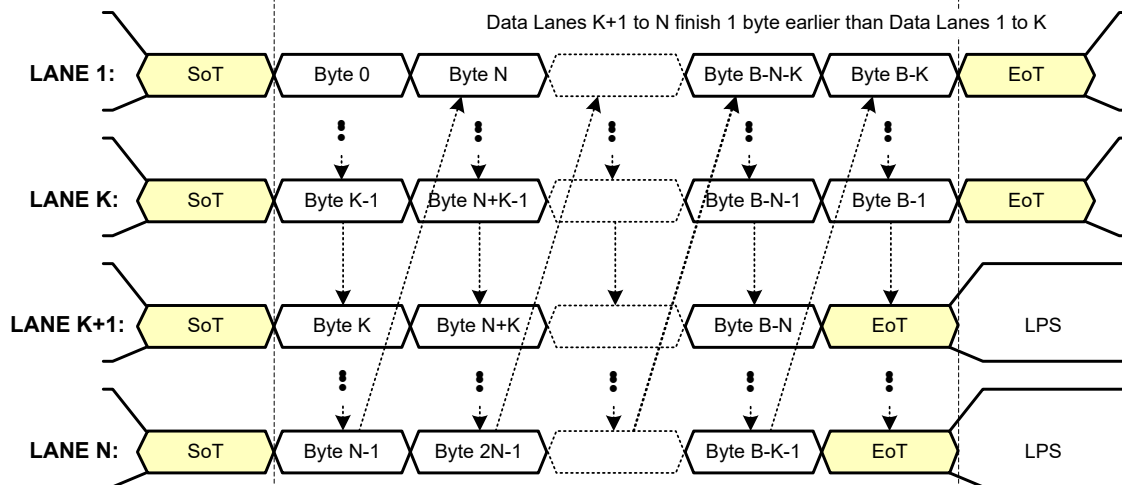 Data Lanes K+1 to N finish 1 byte earlier than Data Lanes 1 to K
LANE 1: SoT Byte 0 Byte N Byte B-N-K Byte B-K EoT
LANE K: SoT Byte K-1 Byte N+K-1 Byte B-N-1 Byte B-1 EoT
LANE K+1: SoT Byte K Byte N+K Byte B-N EoT LPS
LANE N: SoT Byte N-1 Byte 2N-1 Byte B-K-1 EoT LPS